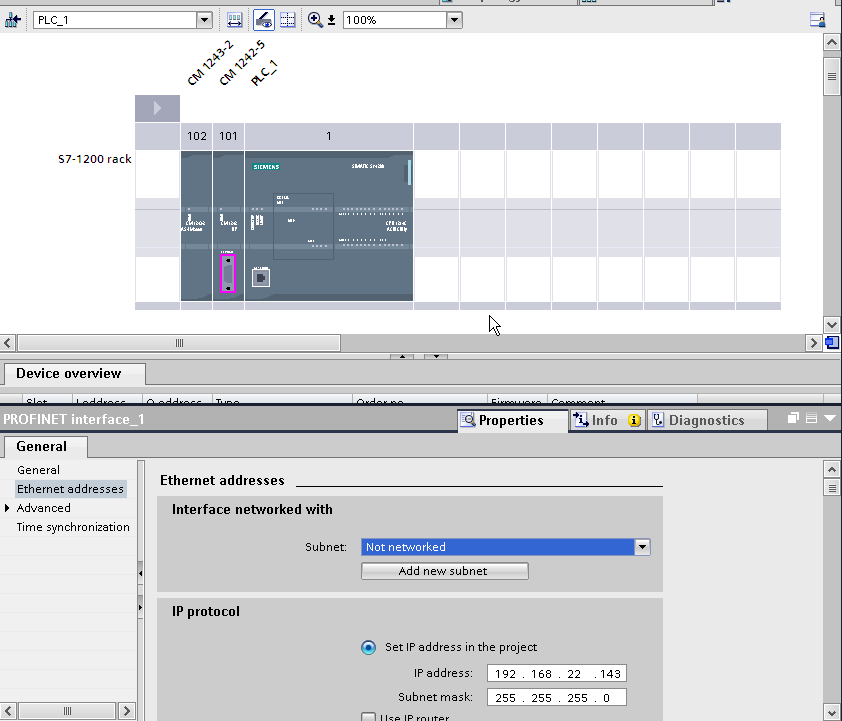 PLC_1
100%
CM 1243-2
CM 1242-5
PLC_1
102 101 1
S7-1200 rack
SIEMENS
Device overview
Slot I address Q address Type Order no. Firmware Comment
PROFINET interface_1
Properties Info Diagnostics
General
General
Ethernet addresses
Advanced
Time synchronization
Ethernet addresses
Interface networked with
Subnet: Not networked
Add new subnet
IP protocol
Set IP address in the project
IP address: 192 . 168 . 22 . 143
Subnet mask: 255 . 255 . 255 . 0
Use IP router